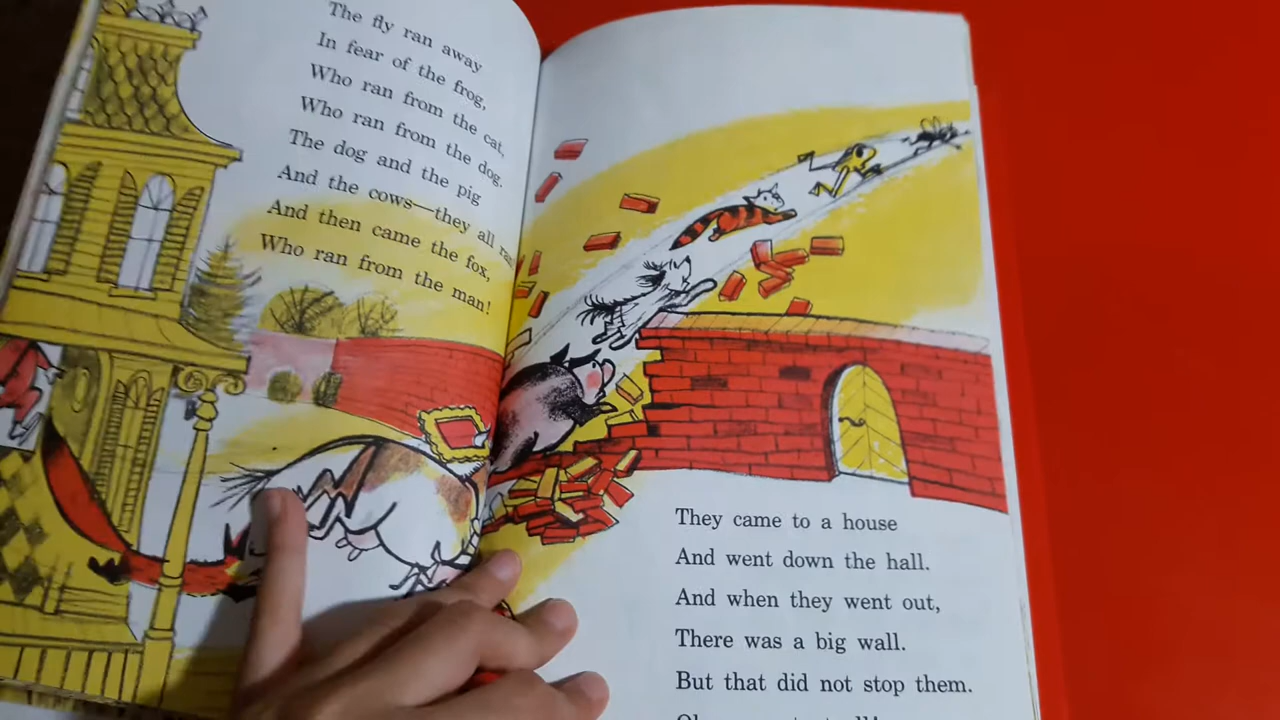 The fly ran away
In fear of the frog,
Who ran from the cat,
Who ran from the dog.
The dog and the pig
And the cows—they all
And then came the fox,
Who ran from the man!
They came to a house
And went down the hall.
And when they went out,
There was a big wall.
But that did not stop them.